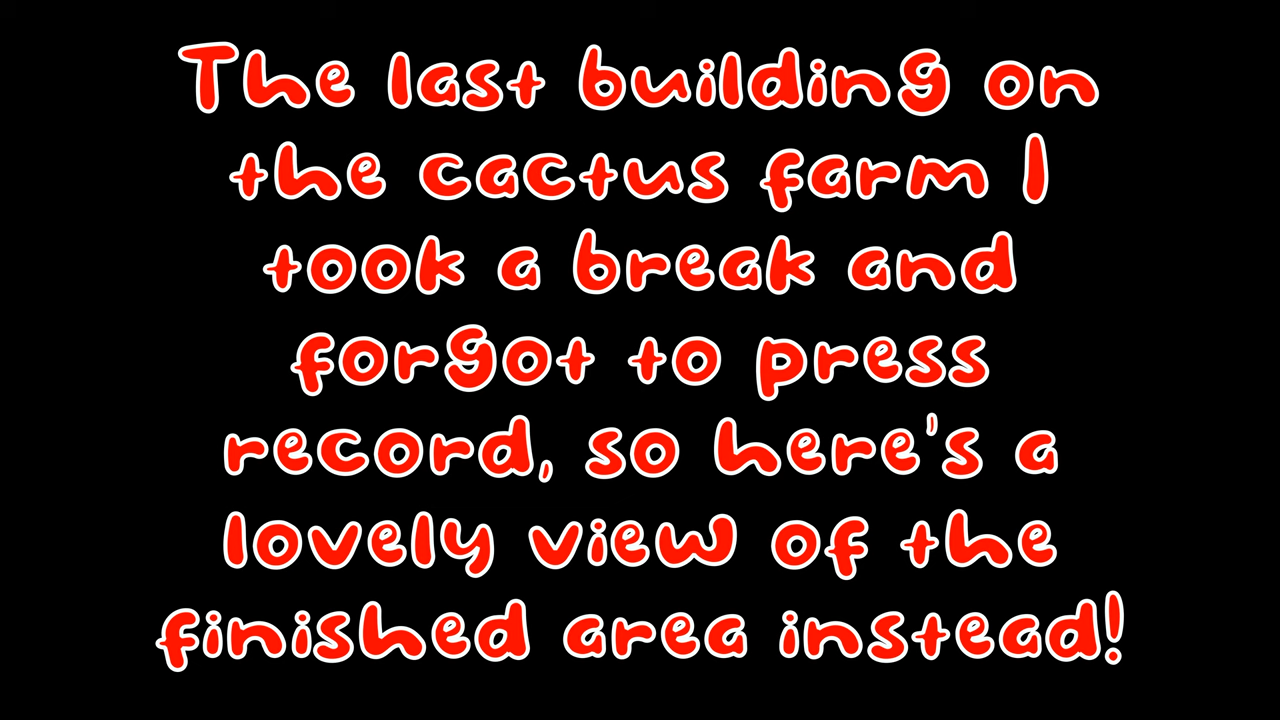 The last building on
the cactus farm I
took a break and
forgot to press
record, so here's a
lovely view of the
finished area instead!